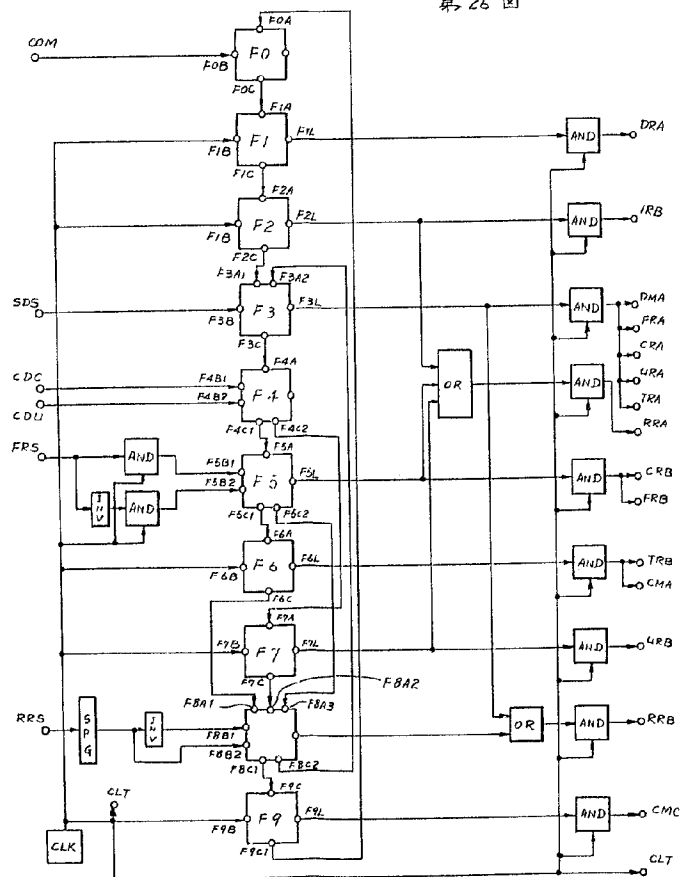 第26図
F0A
COM
F0B
F0
F0C
F1A
F1B
F1
F1L
AND
DRA
F1C
F2A
F1B
F2
F2L
AND
IRB
F2C
F3A1
F3A2
SDS
F3B
F3
F3L
AND
DMA
FRA
F3C
CRA
F4A
CDC
F4B1
URA
CDU
F4B2
F4
OR
AND
TRA
RRA
F4C1
F4C2
FRS
F5A
AND
F5B1
F5
F5L
AND
CRB
INV
AND
F5B2
FRB
F5C1
F5C2
F6A
F6B
F6
F6L
AND
TRB
CMA
F6C
F7A
F7B
F7
F7L
AND
URB
F7C
F8A2
F8A1
F8A3
RRS
SPG
INV
F8B1
OR
AND
RRB
F8B2
F8C1
F8C2
F9C
CLT
F9B
F9
F9L
AND
CMC
CLK
F9C1
CLT